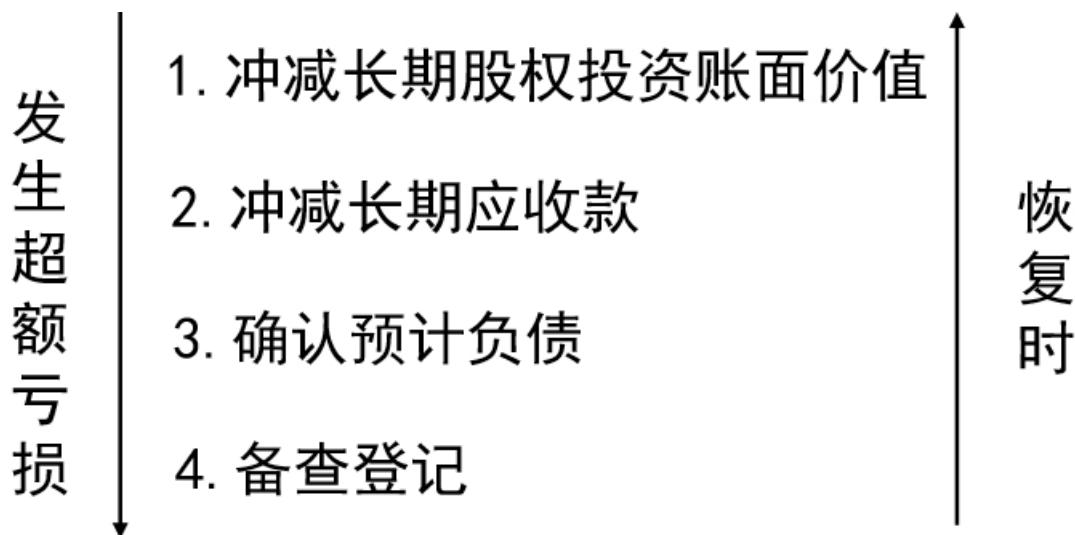 发生超额亏损
1. 冲减长期股权投资账面价值
2. 冲减长期应收款
3. 确认预计负债
4. 备查登记
恢复时